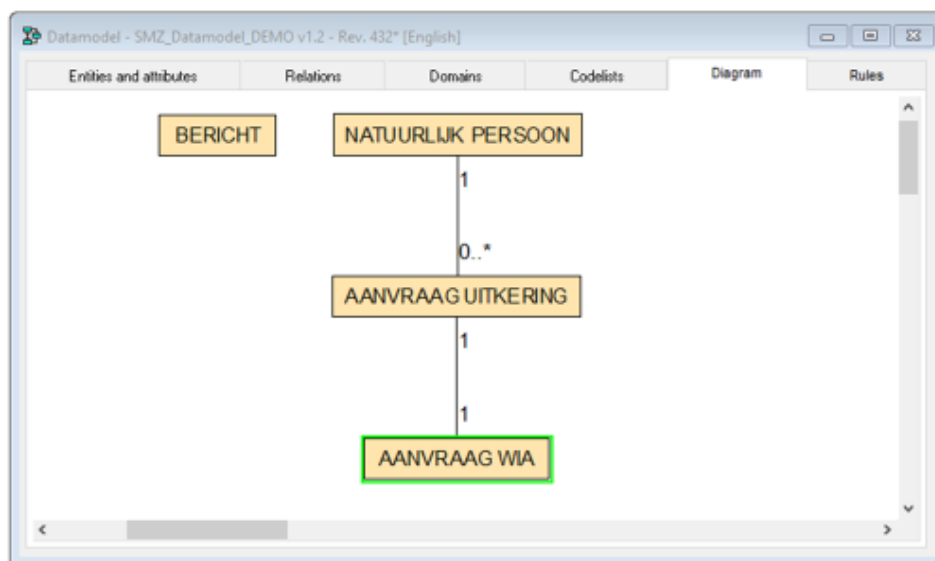 Datamodel - SMZ_Datamodel_DEMO v1.2 - Rev. 432* [English]
Entities and attributes Relations Domains Codelists Diagram Rules
BERICHT NATUURLIJK PERSOON
1
0..*
AANVRAAG UITKERING
1
1
AANVRAAG WIA